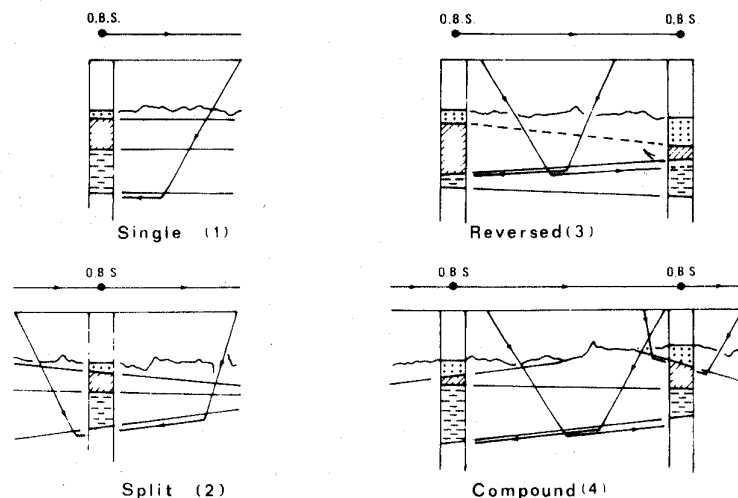 O.B.S.
O.B.S.
O,B.S.
Single (1)
Reversed(3)
O.B S.
O.B S.
O.B S.
Split (2)
Compound(4)